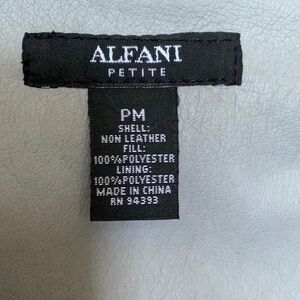 ALFANI
PETITE
PM
SHELL:
NON LEATHER
FILL:
100%POLYESTER
LINING:
100%POLYESTER
MADE IN CHINA
RN 94393